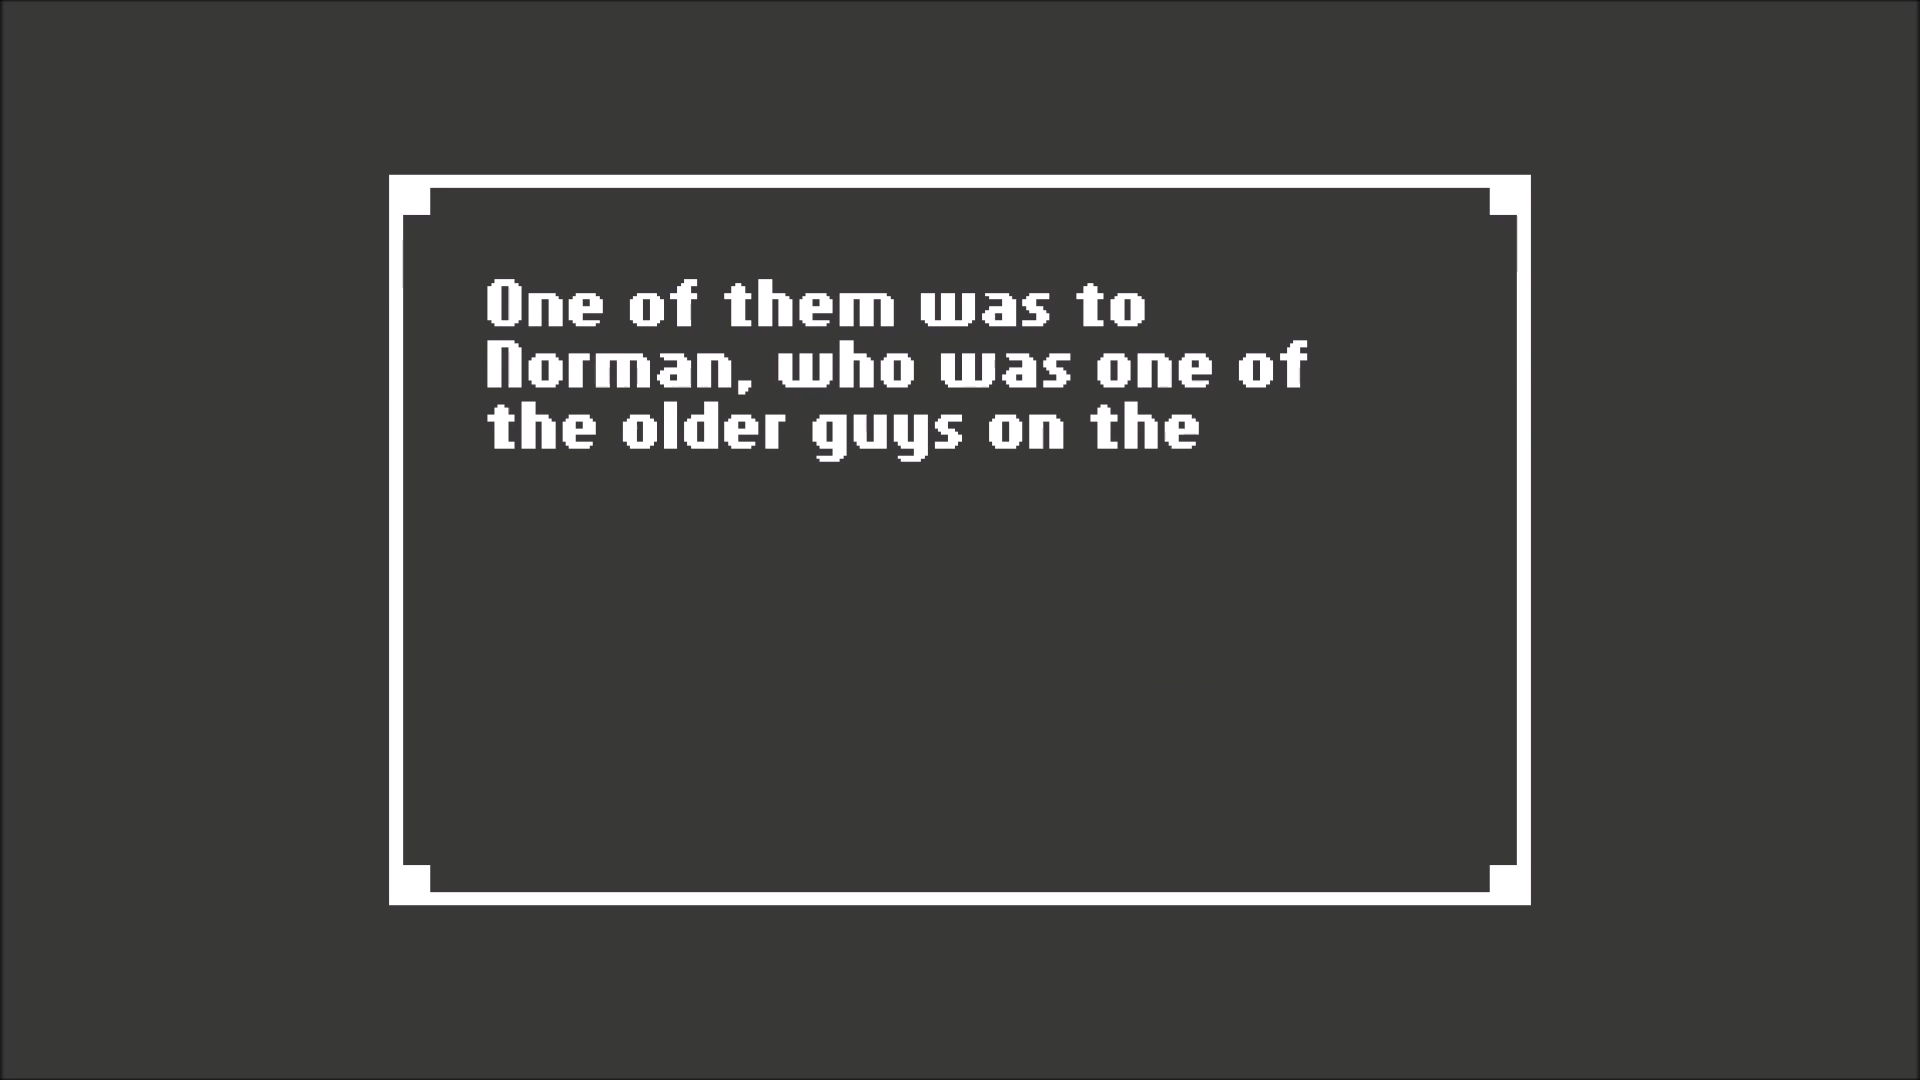 One of them was to
Norman, who was one of
the older guys on the